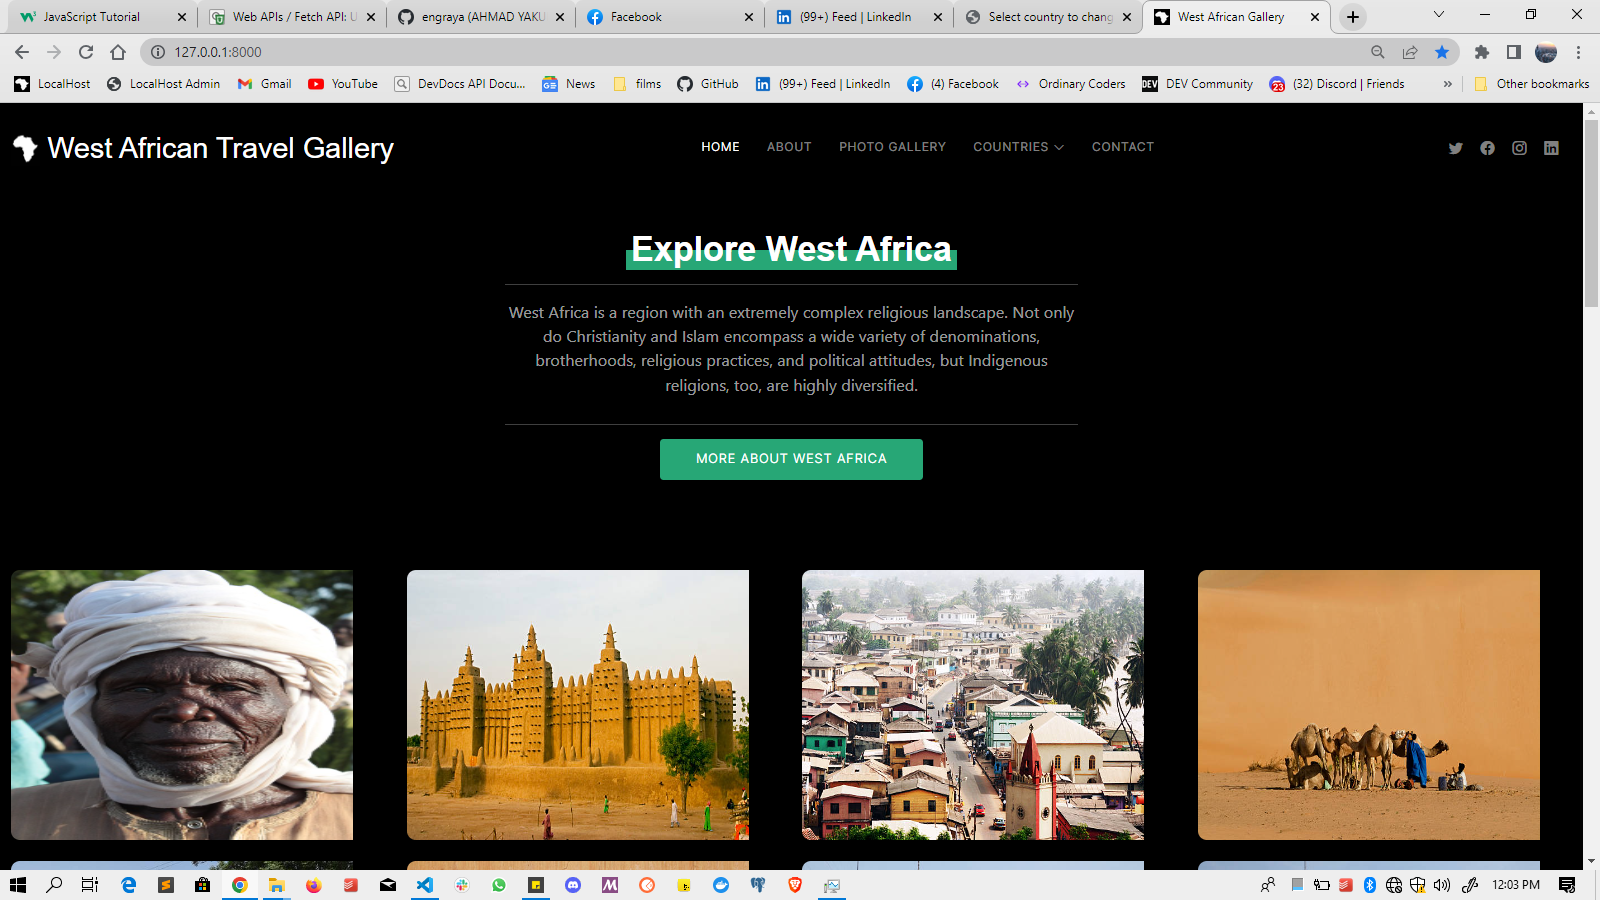 JavaScript Tutorial
Web APIs / Fetch API: U
engraya (AHMAD YAKU
Facebook
(99+) Feed | LinkedIn
Select country to chang
West African Gallery
127.0.0.1:8000
LocalHost
LocalHost Admin
Gmail
YouTube
DevDocs API Docu...
News
films
GitHub
(99+) Feed | LinkedIn
(4) Facebook
Ordinary Coders
DEV
DEV Community
23
(32) Discord | Friends
»
Other bookmarks
West African Travel Gallery
HOME
ABOUT
PHOTO GALLERY
COUNTRIES
CONTACT
Explore West Africa
West Africa is a region with an extremely complex religious landscape. Not only
do Christianity and Islam encompass a wide variety of denominations,
brotherhoods, religious practices, and political attitudes, but Indigenous
religions, too, are highly diversified.
MORE ABOUT WEST AFRICA
12:03 PM